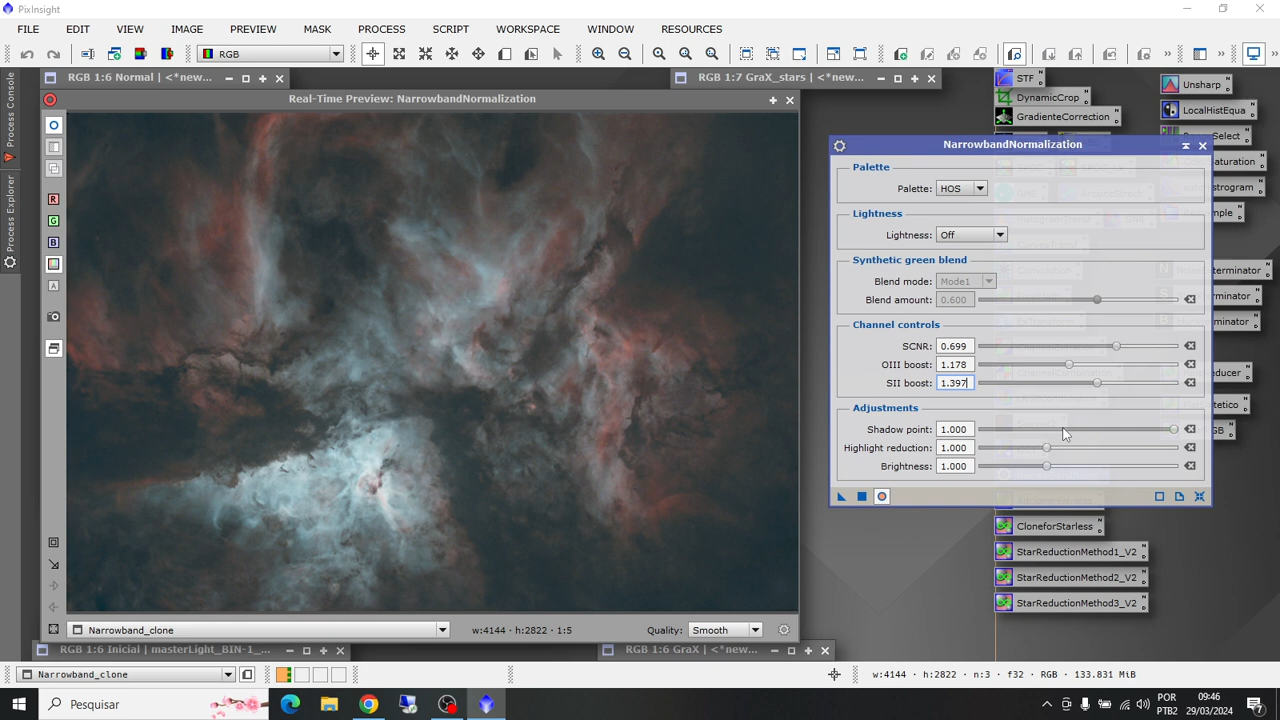 PixInsight
FILE EDIT VIEW IMAGE PREVIEW PROCESS MASK SCRIPT WORKSPACE WINDOW RESOURCES
RGB
Process Console
Process Explorer
RGB 1:6 Normal | <*new...
RGB 1:7 GraX_stars | <*new...
Real-Time Preview: NarrowbandNormalization
R
G
B
A
Narrowband_clone
w:4144 · h:2822 · 1:5
Quality: Smooth
RGB 1:6 Inicial | masterLight_BIN-1_...
RGB 1:6 GraX | <*new...
STF
DynamicCrop
GradienteCorrection
Unsharp
LocalHistEqua
NarrowbandNormalization
Palette
Palette: HOS
Lightness
Lightness: Off
Synthetic green blend
Blend mode: Mode1
Blend amount: 0.600
Channel controls
SCNR: 0.699
OIII boost: 1.178
SII boost: 1.397
Adjustments
Shadow point: 1.000
Highlight reduction: 1.000
Brightness: 1.000
CloneforStarless
StarReductionMethod1_V2
StarReductionMethod2_V2
StarReductionMethod3_V2
Narrowband_clone
w:4144 · h:2822 · n:3 · f32 · RGB · 133.831 MiB
Pesquisar
POR
PTB2
09:46
29/03/2024